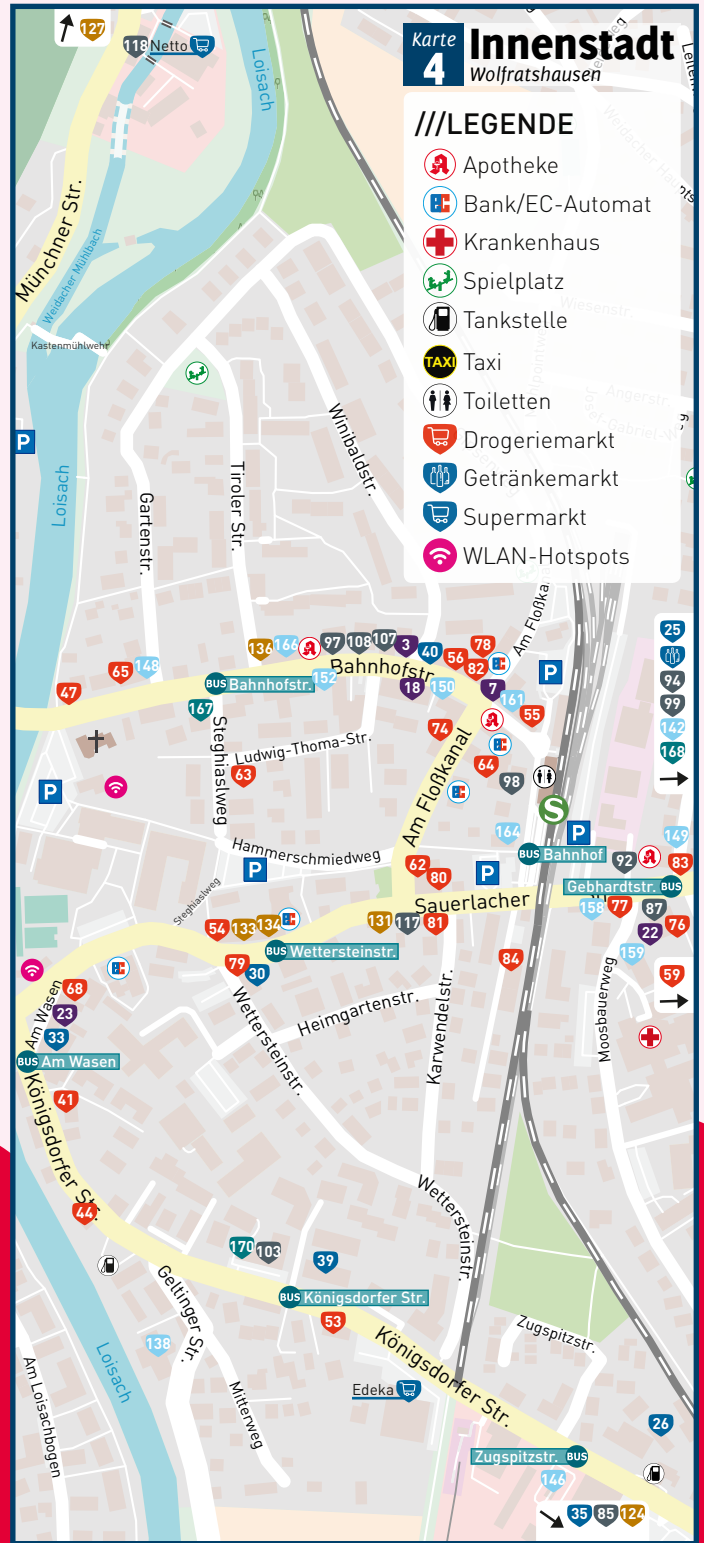 Karte
4
Innenstadt
Wolfratshausen
///LEGENDE
Apotheke
Bank/EC-Automat
Krankenhaus
Spielplatz
Tankstelle
TAXI Taxi
Toiletten
Drogeriemarkt
Getränkemarkt
Supermarkt
WLAN-Hotspots
127
118 Netto
Loisach
Münchner Str.
Weidacher Mühlbach
Kastenmühlwehr
Wiesenstr.
Angerstr.
P
Loisach
Winibaldstr.
Tiroler Str.
Gartenstr.
Am Floßka
136 166 97 108 107 3 40 56 78 82
Bahnhofstr.
47 65 148
BUS Bahnhofstr. 152
18 150 7 161 55
P
167
Steghiaslweg
Ludwig-Thoma-Str.
63
74
64
98
Am Floßkanal
S
P
P
164
BUS Bahnhof
Hammerschmiedweg
P
62
80
P
25
94
99
142
168
149
92
83
Gebhardtstr. BUS
Sauerlacher
158 77 87
22 76
159
59
Steghiaslweg
54 133 134
131 117 81
BUS Wettersteinstr.
79 30
84
Moosbauerweg
68
Am Wasen
23
33
BUS Am Wasen
Wettersteinstr.
Heimgartenstr.
Karwendelstr.
41
Königsdorfer Str.
44
Wettersteinstr.
170 103 39
BUS Königsdorfer Str.
53
Geltinger Str.
138
Loisach
Mitterweg
Am Loisachbogen
Königsdorfer Str.
Edeka
Zugspitzstr.
26
Zugspitzstr. BUS
146
35 85 124